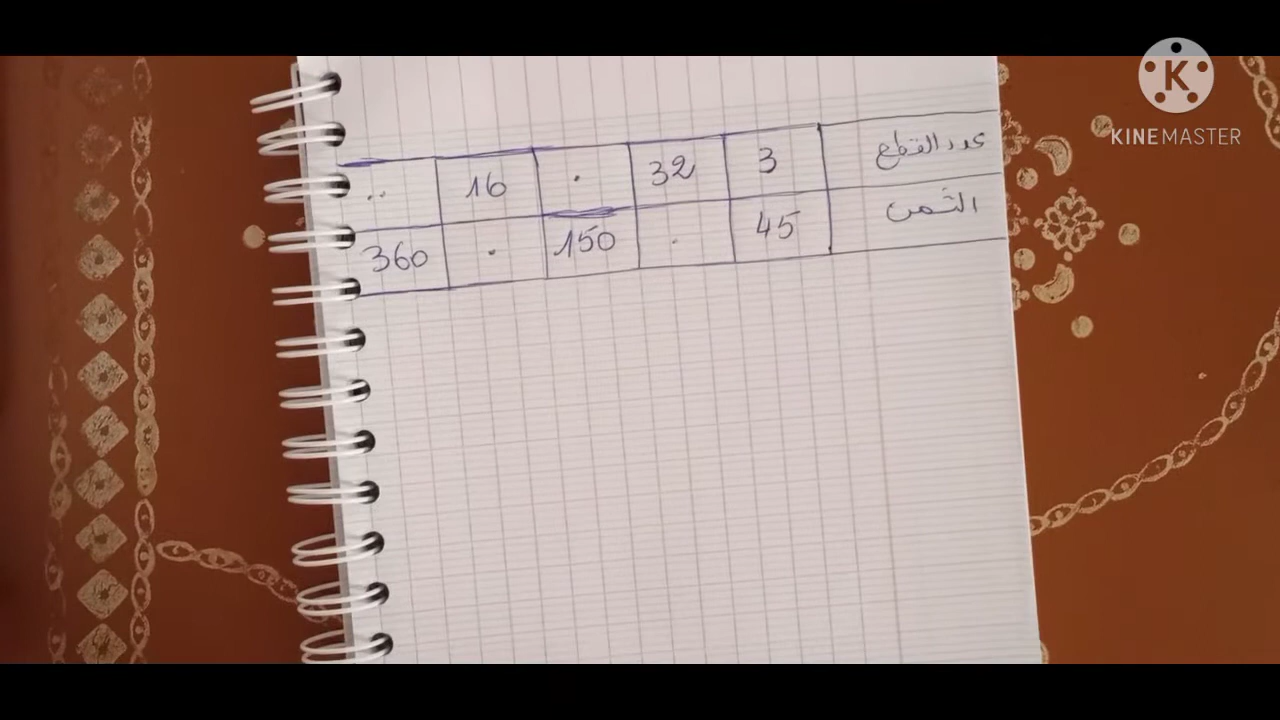 عدد القطع 3 32 . 16 ..
الثمن 45 . 150 . 360
K
KINEMASTER